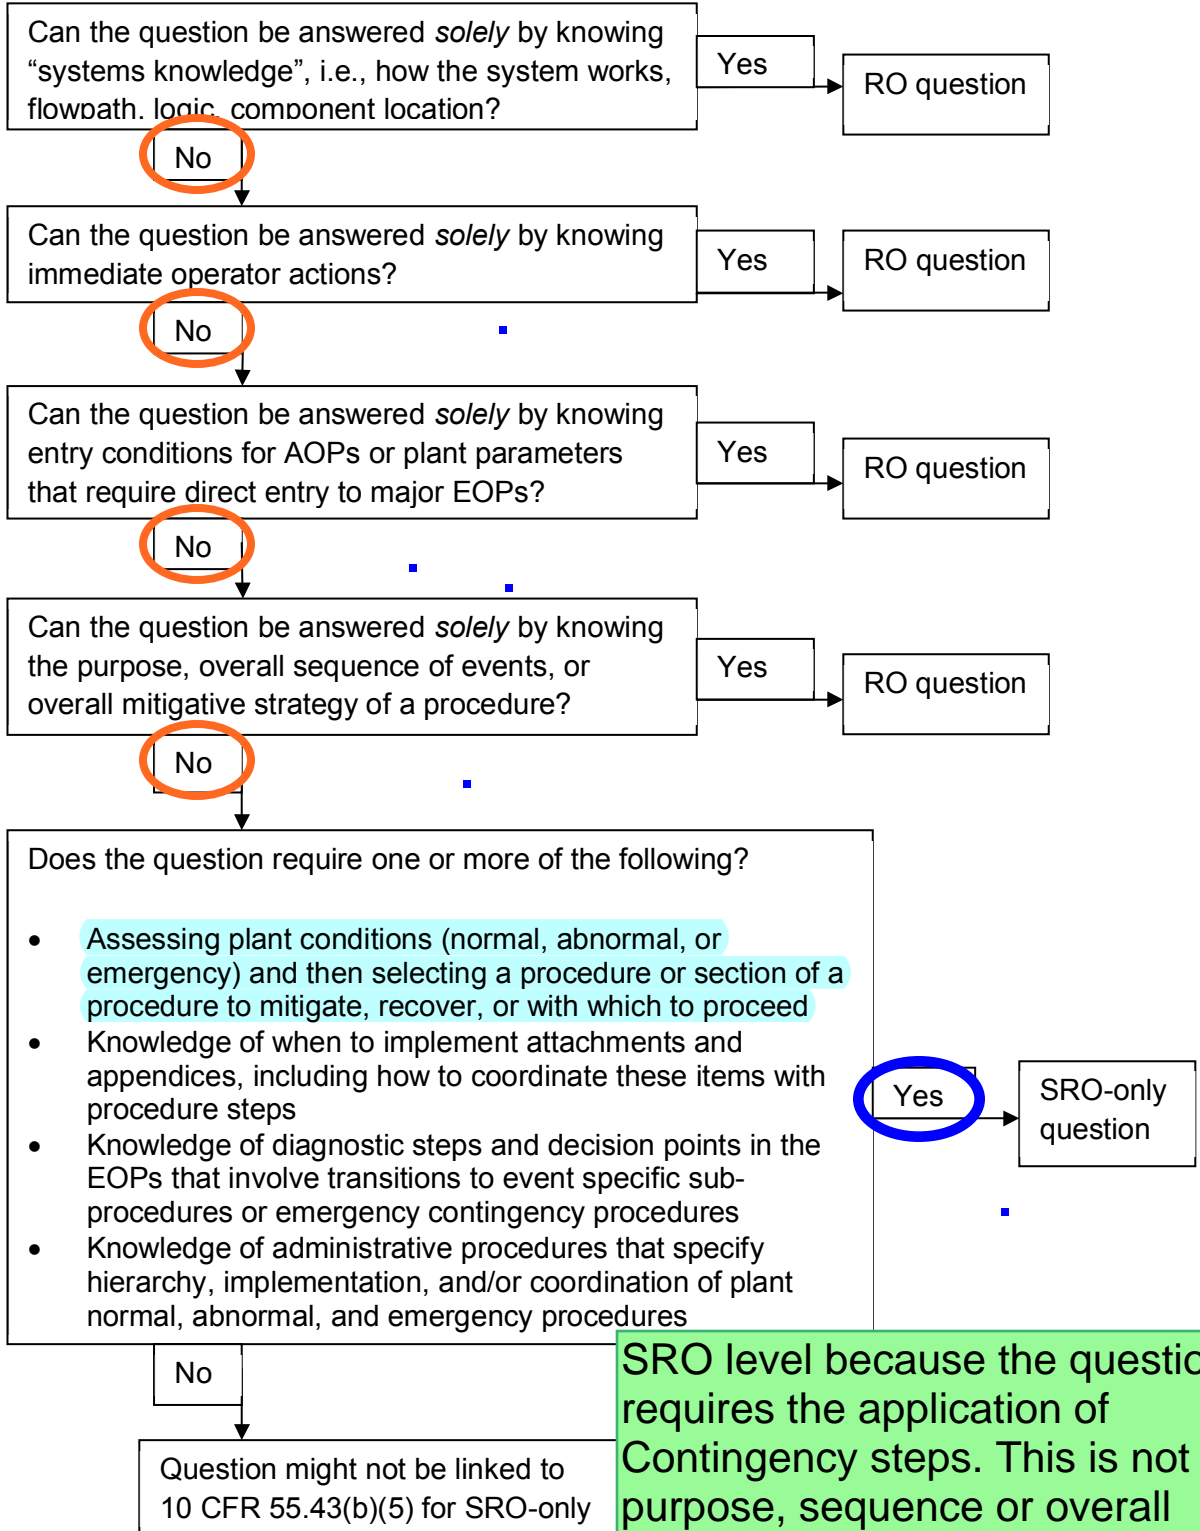 Can the question be answered solely by knowing
“systems knowledge”, i.e., how the system works,
flowpath, logic, component location?
Yes
RO question
No
Can the question be answered solely by knowing
immediate operator actions?
Yes
RO question
No
Can the question be answered solely by knowing
entry conditions for AOPs or plant parameters
that require direct entry to major EOPs?
Yes
RO question
No
Can the question be answered solely by knowing
the purpose, overall sequence of events, or
overall mitigative strategy of a procedure?
Yes
RO question
No
Does the question require one or more of the following?
• Assessing plant conditions (normal, abnormal, or
emergency) and then selecting a procedure or section of a
procedure to mitigate, recover, or with which to proceed
• Knowledge of when to implement attachments and
appendices, including how to coordinate these items with
procedure steps
• Knowledge of diagnostic steps and decision points in the
EOPs that involve transitions to event specific sub-
procedures or emergency contingency procedures
• Knowledge of administrative procedures that specify
hierarchy, implementation, and/or coordination of plant
normal, abnormal, and emergency procedures
Yes
SRO-only
question
No
Question might not be linked to
10 CFR 55.43(b)(5) for SRO-only
SRO level because the questio
requires the application of
Contingency steps. This is not
purpose, sequence or overall